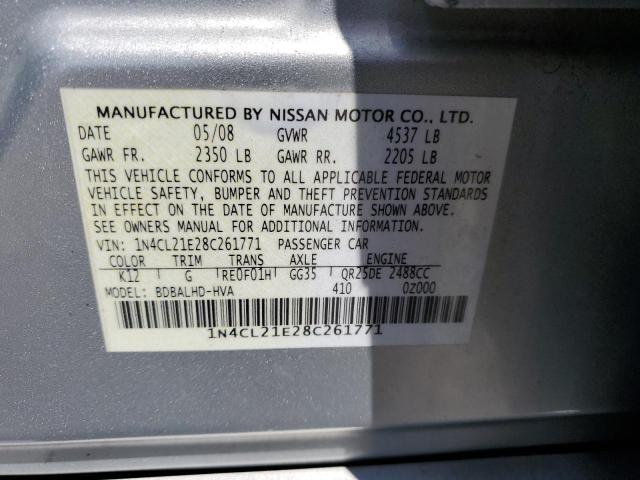 MANUFACTURED BY NISSAN MOTOR CO., LTD.
DATE 05/08 GVWR 4537 LB
GAWR FR. 2350 LB GAWR RR. 2205 LB
THIS VEHICLE CONFORMS TO ALL APPLICABLE FEDERAL MOTOR
VEHICLE SAFETY, BUMPER AND THEFT PREVENTION STANDARDS
IN EFFECT ON THE DATE OF MANUFACTURE SHOWN ABOVE.
SEE OWNERS MANUAL FOR ADDITIONAL INFORMATION.
VIN: 1N4CL21E28C261771 PASSENGER CAR
COLOR TRIM TRANS AXLE ENGINE
K12 G RE0F01H GG35 QR25DE 2488CC
MODEL: BDBALHD-HVA 410 0Z000
1N4CL21E28C261771